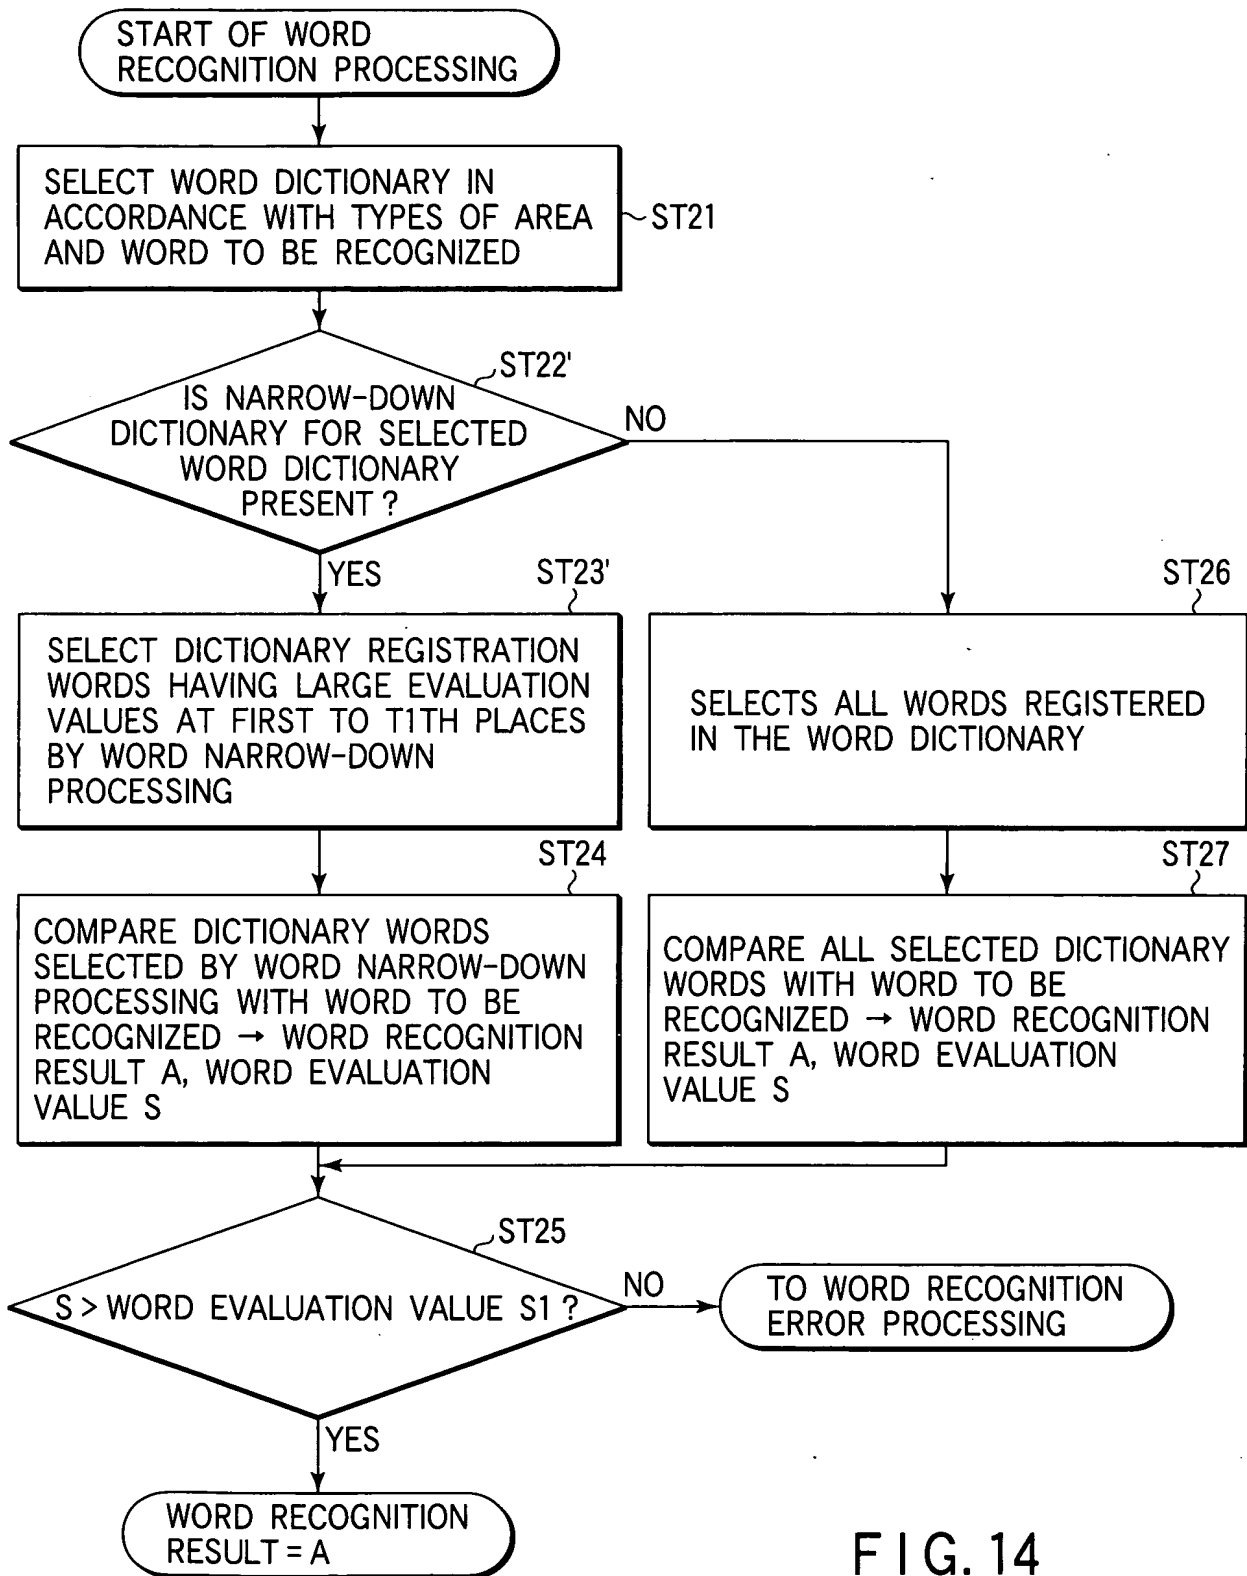 START OF WORD
RECOGNITION PROCESSING
SELECT WORD DICTIONARY IN
ACCORDANCE WITH TYPES OF AREA
AND WORD TO BE RECOGNIZED
ST21
ST22'
IS NARROW-DOWN
DICTIONARY FOR SELECTED
WORD DICTIONARY
PRESENT ?
NO
YES
ST23'
SELECT DICTIONARY REGISTRATION
WORDS HAVING LARGE EVALUATION
VALUES AT FIRST TO T1TH PLACES
BY WORD NARROW-DOWN
PROCESSING
ST26
SELECTS ALL WORDS REGISTERED
IN THE WORD DICTIONARY
ST24
COMPARE DICTIONARY WORDS
SELECTED BY WORD NARROW-DOWN
PROCESSING WITH WORD TO BE
RECOGNIZED → WORD RECOGNITION
RESULT A, WORD EVALUATION
VALUE S
ST27
COMPARE ALL SELECTED DICTIONARY
WORDS WITH WORD TO BE
RECOGNIZED → WORD RECOGNITION
RESULT A, WORD EVALUATION
VALUE S
ST25
S > WORD EVALUATION VALUE S1 ?
NO
TO WORD RECOGNITION
ERROR PROCESSING
YES
WORD RECOGNITION
RESULT = A
FIG. 14